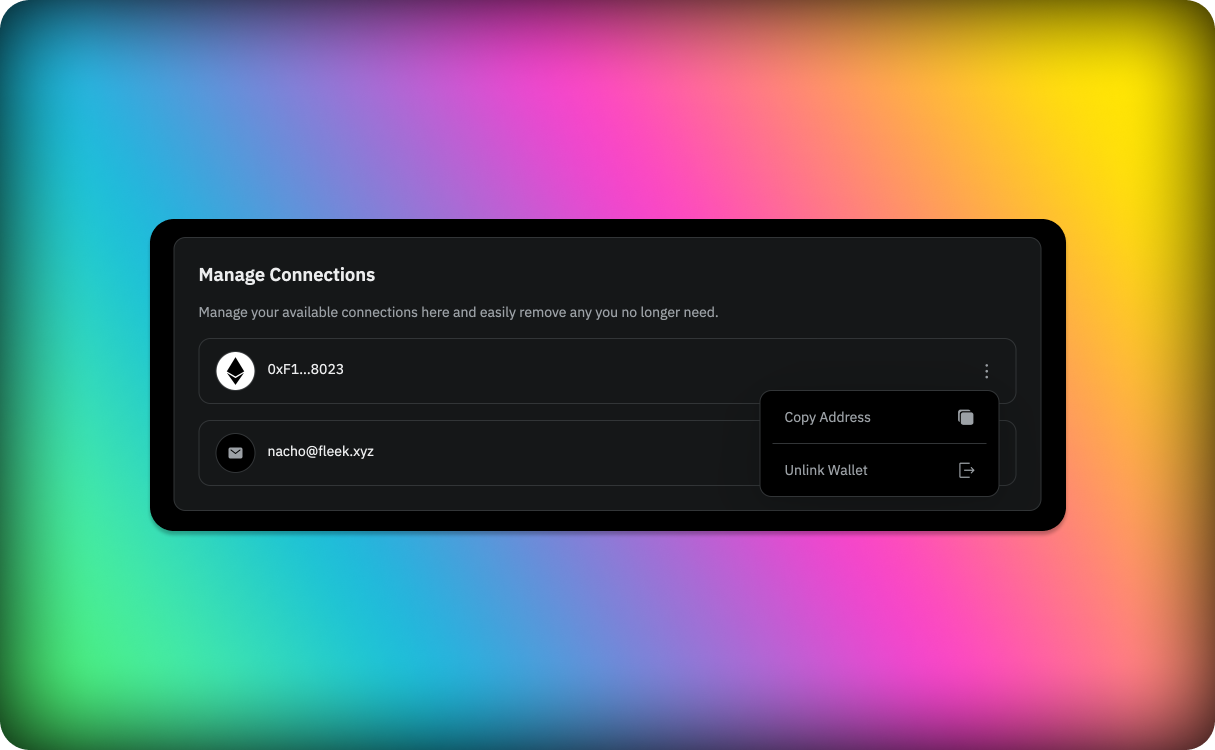 Manage Connections
Manage your available connections here and easily remove any you no longer need.
0xF1...8023
Copy Address
nacho@fleek.xyz
Unlink Wallet